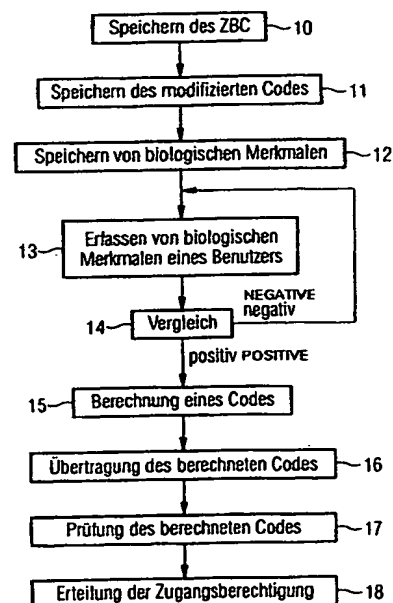 Speichern des ZBC 10
Speichern des modifizierten Codes 11
Speichern von biologischen Merkmalen 12
13 Erfassen von biologischen
Merkmalen eines Benutzers
NEGATIVE
14 Vergleich negativ
positiv POSITIVE
15 Berechnung eines Codes
Übertragung des berechneten Codes 16
Prüfung des berechneten Codes 17
Erteilung der Zugangsberechtigung 18